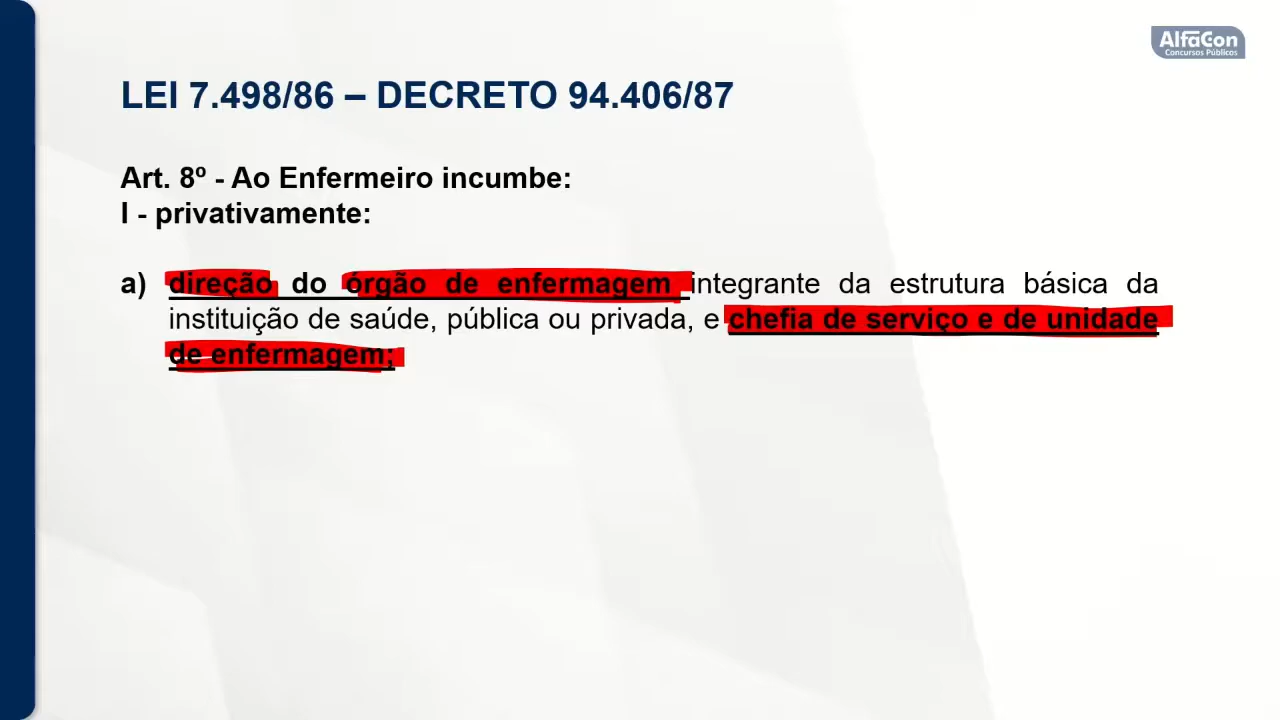 AlfaCon
Concursos Públicos
LEI 7.498/86 – DECRETO 94.406/87
Art. 8º - Ao Enfermeiro incumbe:
I - privativamente:
a) direção do órgão de enfermagem integrante da estrutura básica da
instituição de saúde, pública ou privada, e chefia de serviço e de unidade
de enfermagem;